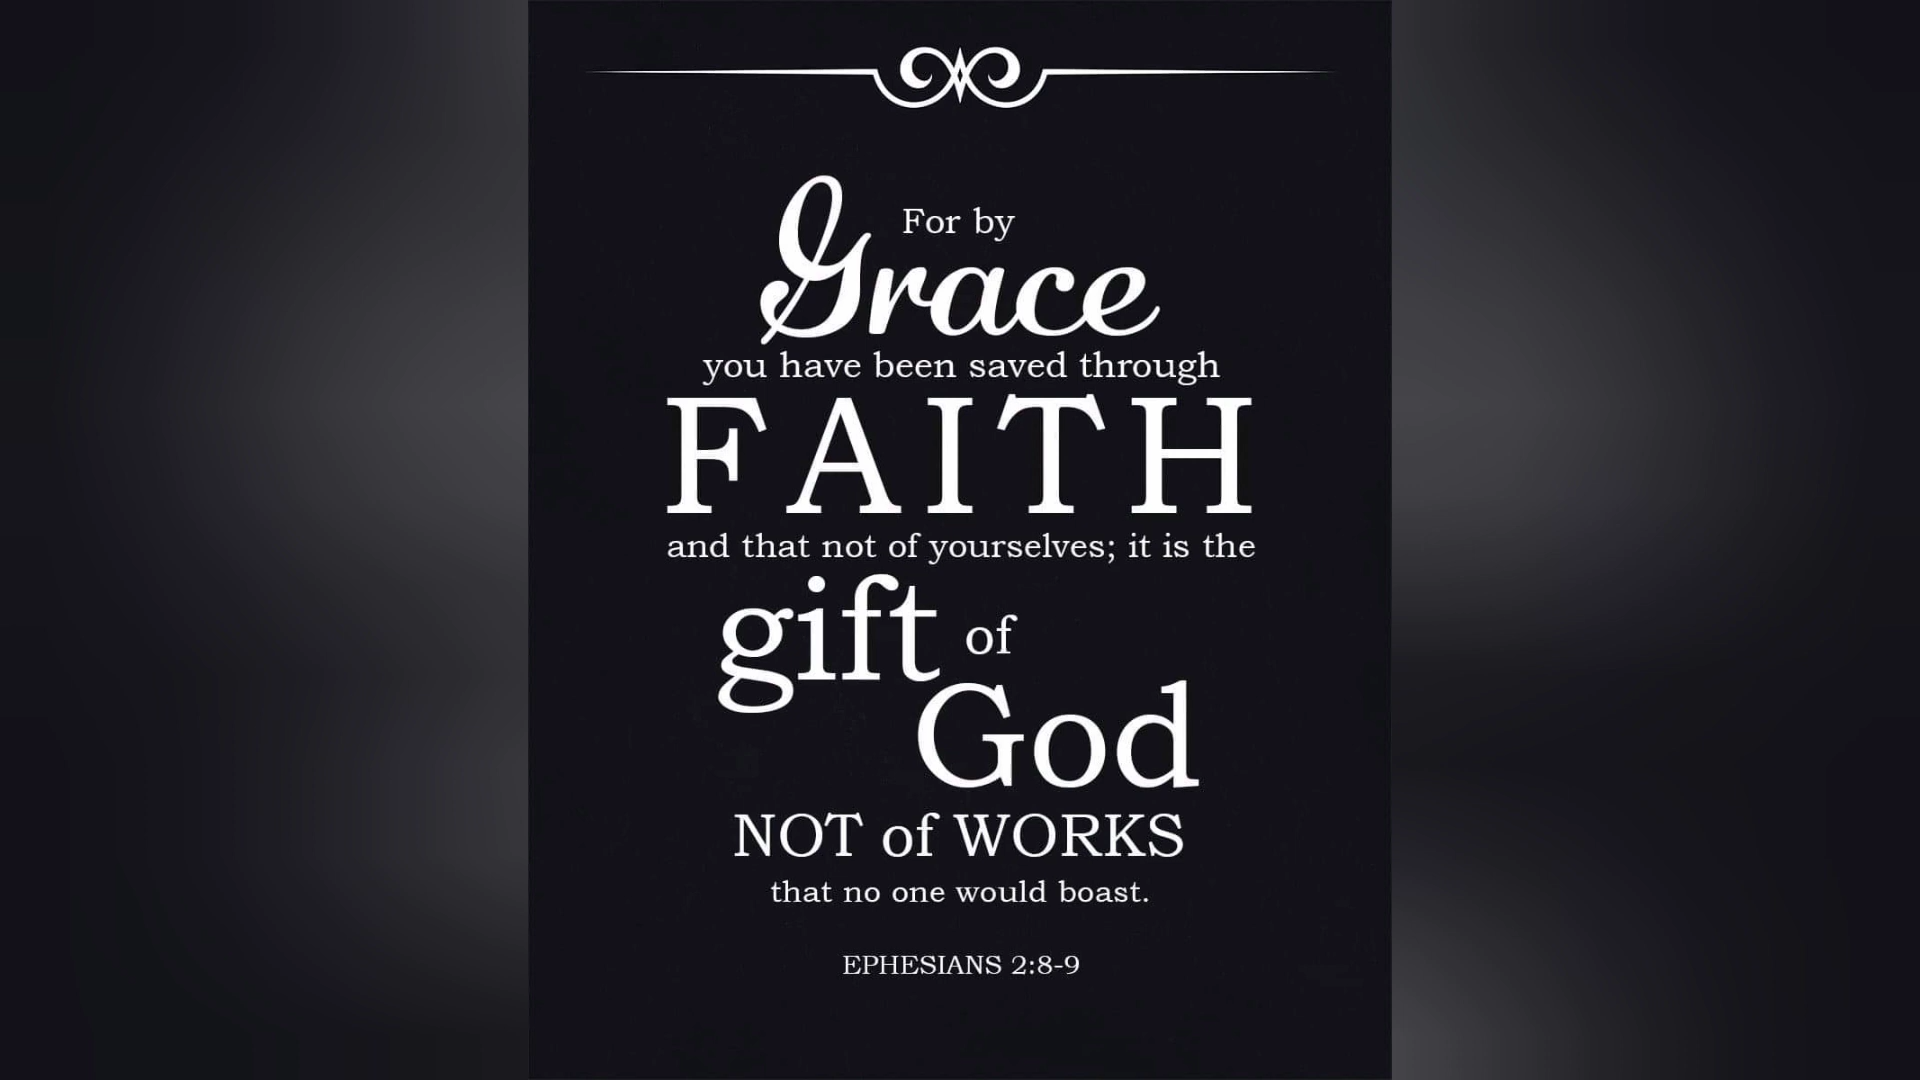 For by
Grace
you have been saved through
FAITH
and that not of yourselves; it is the
gift of
God
NOT of WORKS
that no one would boast.
EPHESIANS 2:8-9